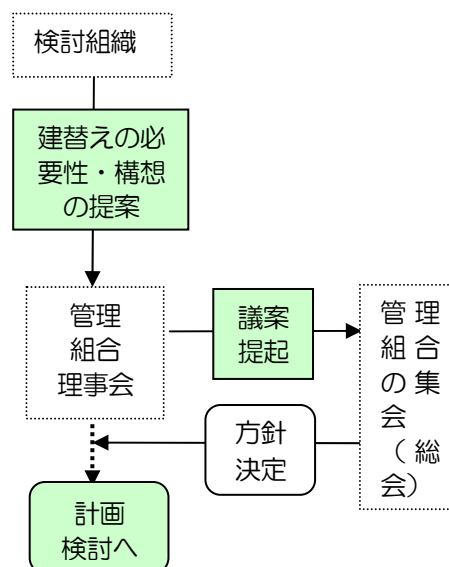 検討組織
建替えの必
要性・構想
の提案
管理
組合
理事会
議案
提起
管理
組合
の集
会
（総
会）
方針
決定
計画
検討へ